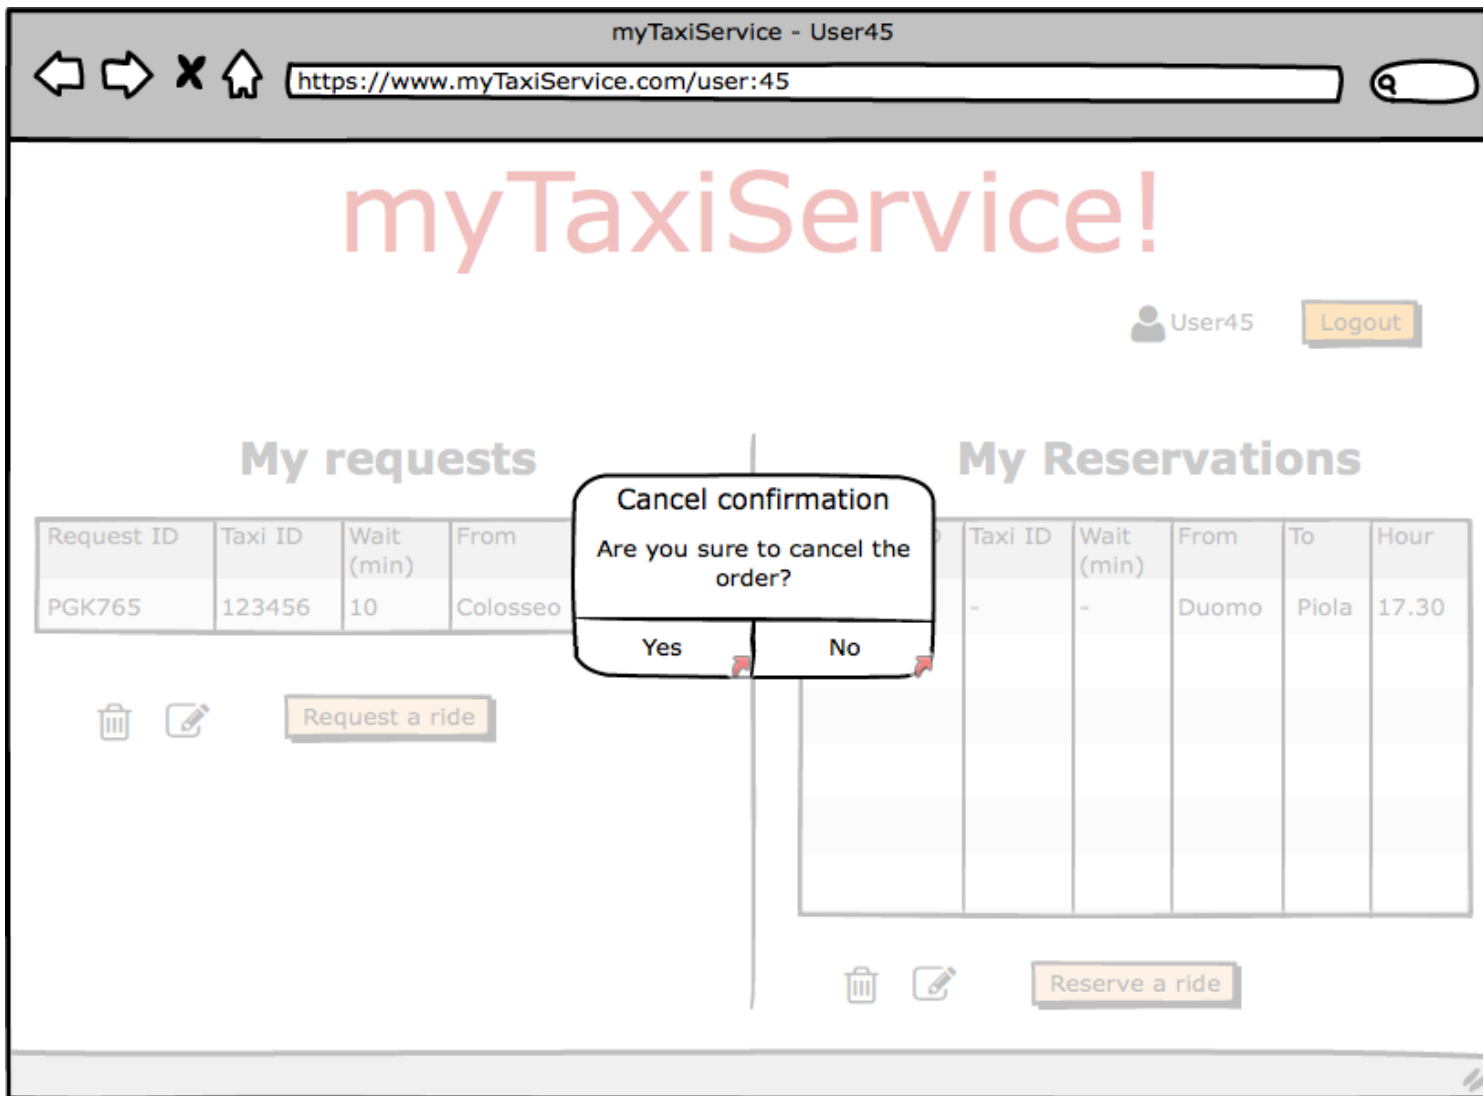 myTaxiService - User45
https://www.myTaxiService.com/user:45
myTaxiService!
User45
Logout
My requests
Request ID Taxi ID Wait (min) From
PGK765 123456 10 Colosseo
Request a ride
Cancel confirmation
Are you sure to cancel the
order?
Yes No
My Reservations
Taxi ID Wait (min) From To Hour
- - Duomo Piola 17.30
Reserve a ride